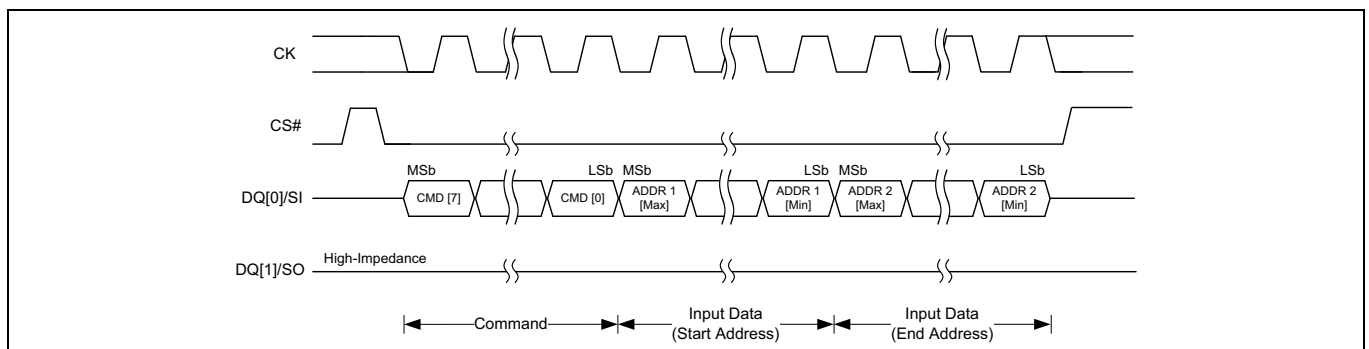 CK
CS#
MSb LSb MSb LSb MSb LSb
DQ[0]/SI CMD [7] CMD [0] ADDR 1 [Max] ADDR 1 [Min] ADDR 2 [Max] ADDR 2 [Min]
High-Impedance
DQ[1]/SO
Command Input Data (Start Address) Input Data (End Address)